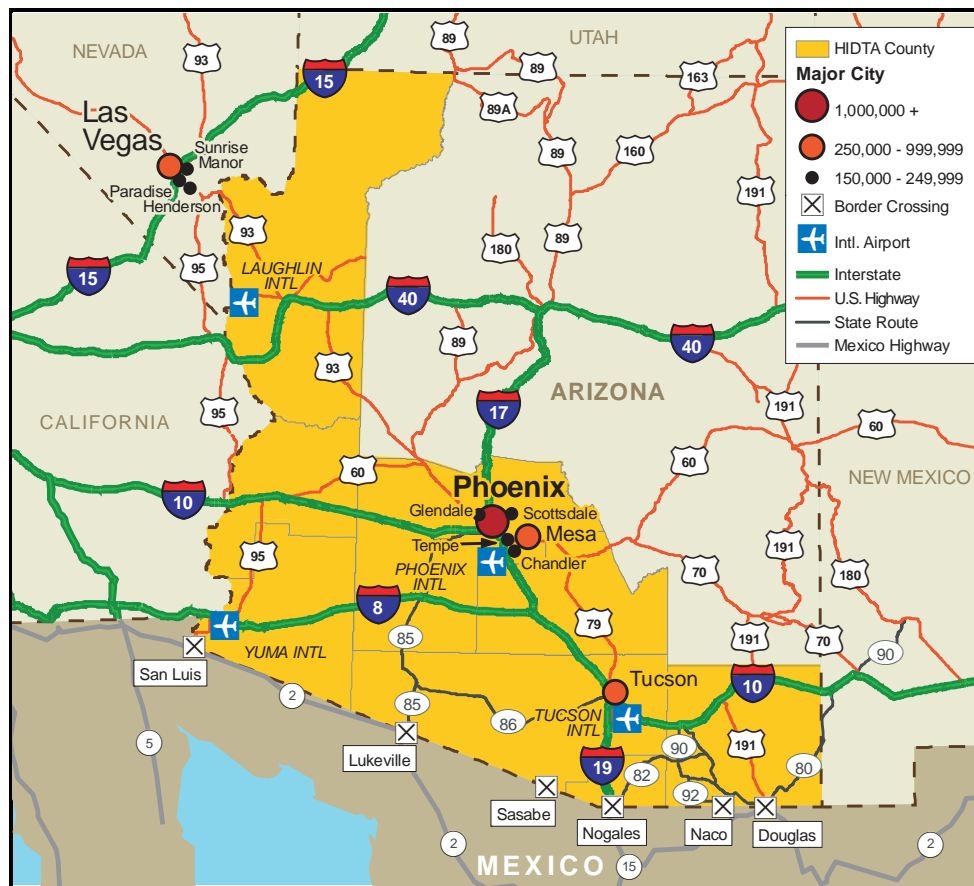 NEVADA
UTAH
93
89
89
163
15
89A
Las
Vegas
Sunrise
Manor
89
160
Paradise
Henderson
191
93
180
89
95
15
LAUGHLIN
INTL
40
89
40
93
ARIZONA
95
17
191
CALIFORNIA
60
60
60
NEW MEXICO
Phoenix
10
Glendale
Scottsdale
Mesa
Tempe
Chandler
95
191
PHOENIX
INTL
70
180
8
79
85
191
70
90
YUMA INTL
San Luis
Tucson
10
2
85
86
TUCSON
INTL
5
90
191
Lukeville
19
82
80
Sasabe
92
Nogales
Naco
Douglas
2
2
MEXICO
15
HIDTA County
Major City
1,000,000 +
250,000 - 999,999
150,000 - 249,999
Border Crossing
Intl. Airport
Interstate
U.S. Highway
State Route
Mexico Highway